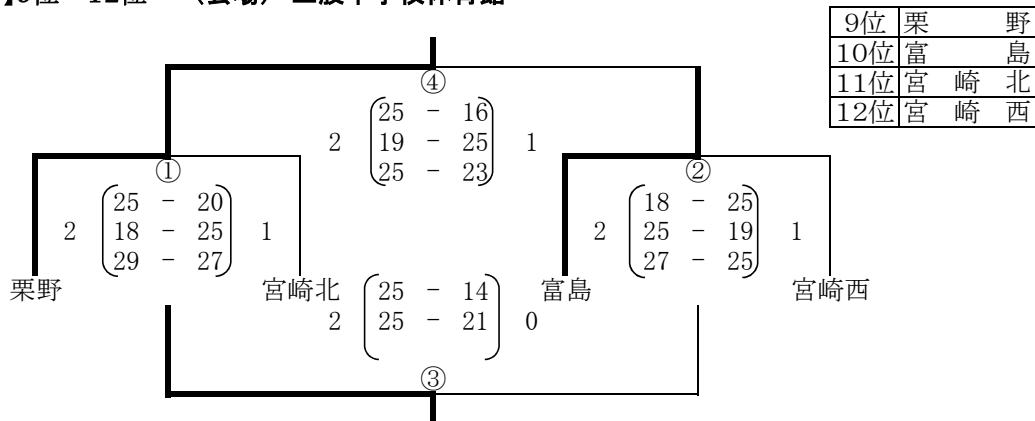 9位 栗野
10位 富島
11位 宮崎北
12位 宮崎西
④
25 - 16
2 19 - 25 1
25 - 23
① ②
25 - 20 18 - 25
2 18 - 25 1 2 25 - 19 1
29 - 27 27 - 25
栗野 宮崎北 富島 宮崎西
25 - 14
2 25 - 21 0
③